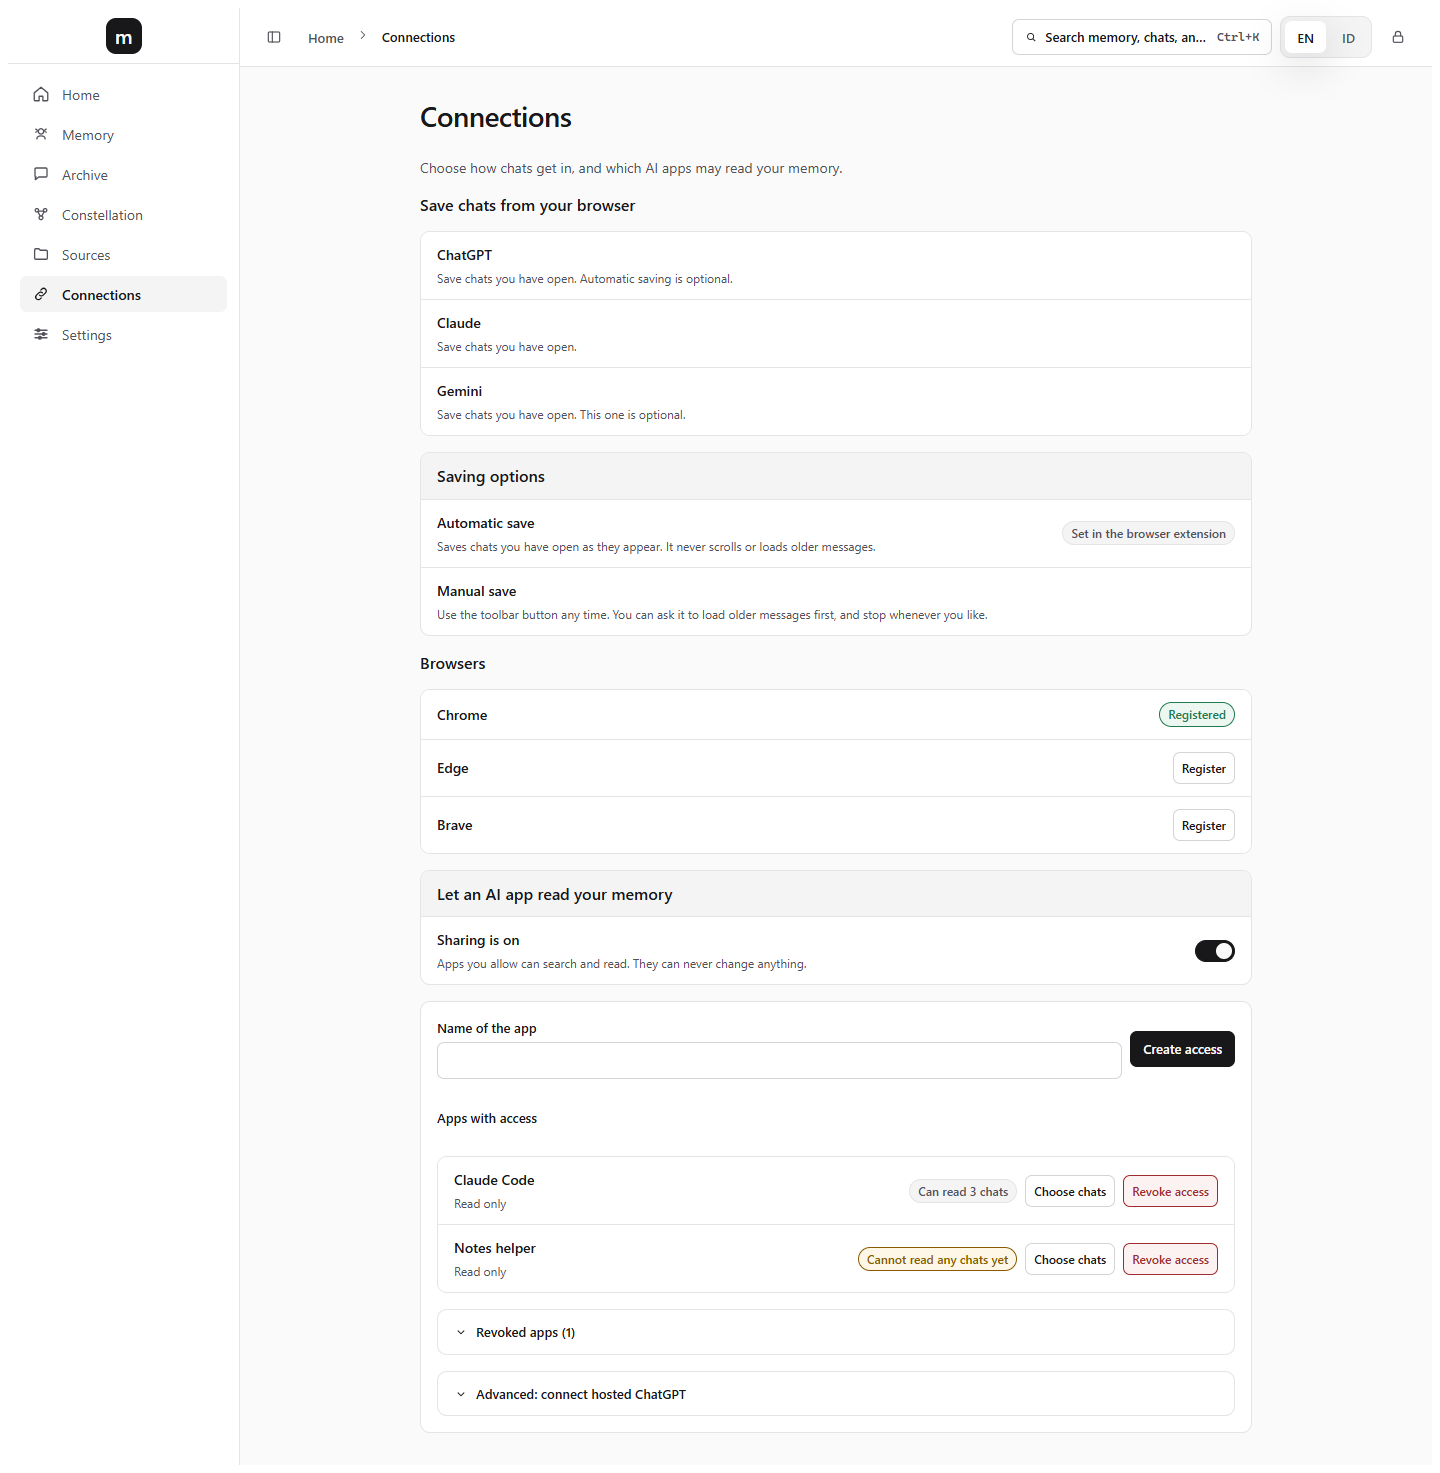 m
Home
Connections
Search memory, chats, an... Ctrl+K
EN
ID
Home
Memory
Archive
Constellation
Sources
Connections
Settings
Connections
Choose how chats get in, and which AI apps may read your memory.
Save chats from your browser
ChatGPT
Save chats you have open. Automatic saving is optional.
Claude
Save chats you have open.
Gemini
Save chats you have open. This one is optional.
Saving options
Automatic save
Saves chats you have open as they appear. It never scrolls or loads older messages.
Set in the browser extension
Manual save
Use the toolbar button any time. You can ask it to load older messages first, and stop whenever you like.
Browsers
Chrome
Registered
Edge
Register
Brave
Register
Let an AI app read your memory
Sharing is on
Apps you allow can search and read. They can never change anything.
Name of the app
Create access
Apps with access
Claude Code
Read only
Can read 3 chats
Choose chats
Revoke access
Notes helper
Read only
Cannot read any chats yet
Choose chats
Revoke access
Revoked apps (1)
Advanced: connect hosted ChatGPT